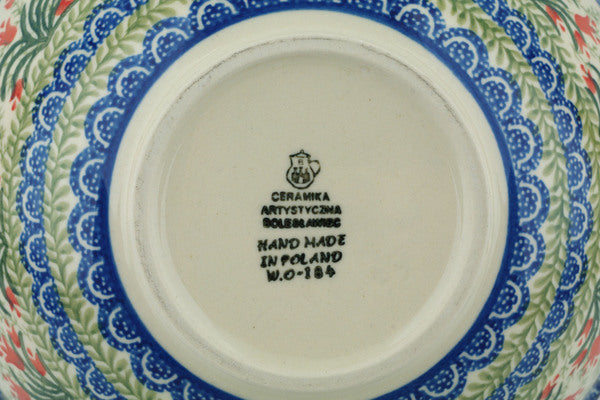 CERAMIKA
ARTYSTYCZNA
BOLESŁAWIEC
HAND MADE
IN POLAND
W.O-184